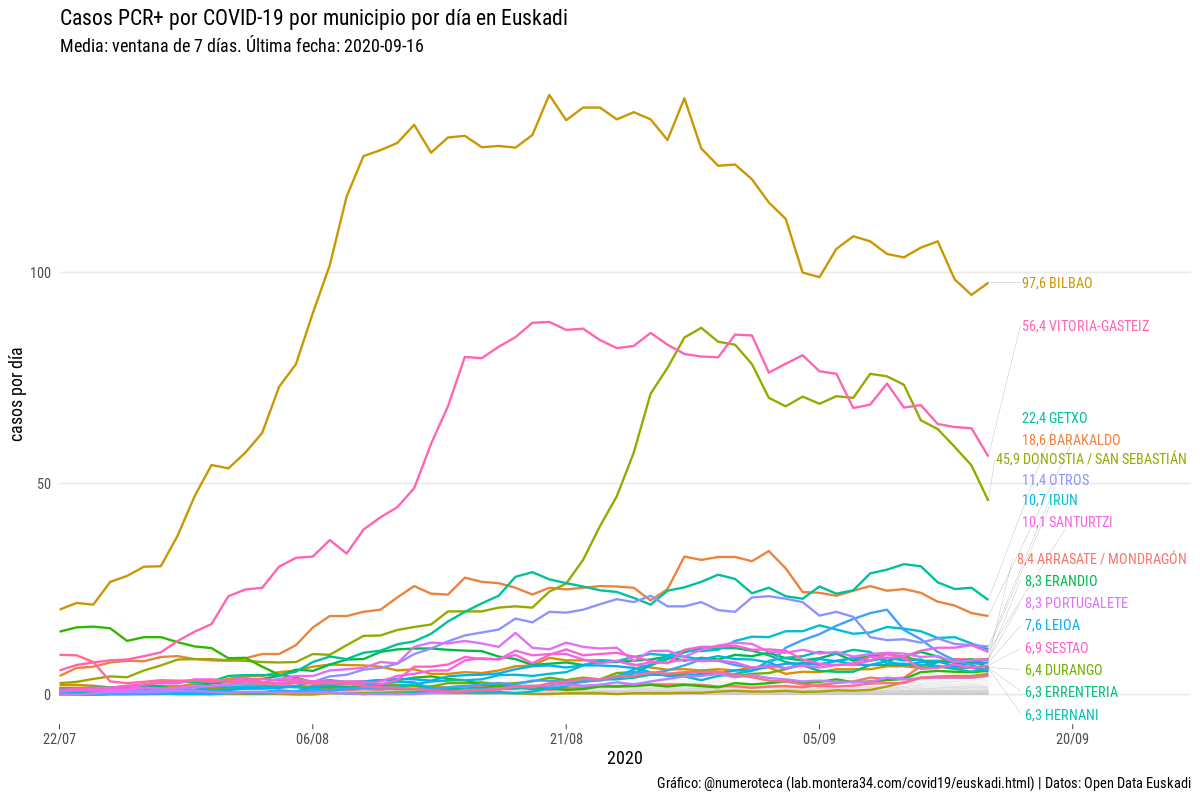 Casos PCR+ por COVID-19 por municipio por día en Euskadi
Media: ventana de 7 días. Última fecha: 2020-09-16
casos por día
100
50
0
97,6 BILBAO
56,4 VITORIA-GASTEIZ
22,4 GETXO
18,6 BARAKALDO
45,9 DONOSTIA / SAN SEBASTIÁN
11,4 OTROS
10,7 IRUN
10,1 SANTURTZI
8,4 ARRASATE / MONDRAGÓN
8,3 ERANDIO
8,3 PORTUGALETE
7,6 LEIOA
6,9 SESTAO
6,4 DURANGO
6,3 ERRENTERIA
6,3 HERNANI
22/07
06/08
21/08
05/09
20/09
2020
Gráfico: @numeroteca (lab.montera34.com/covid19/euskadi.html) | Datos: Open Data Euskadi